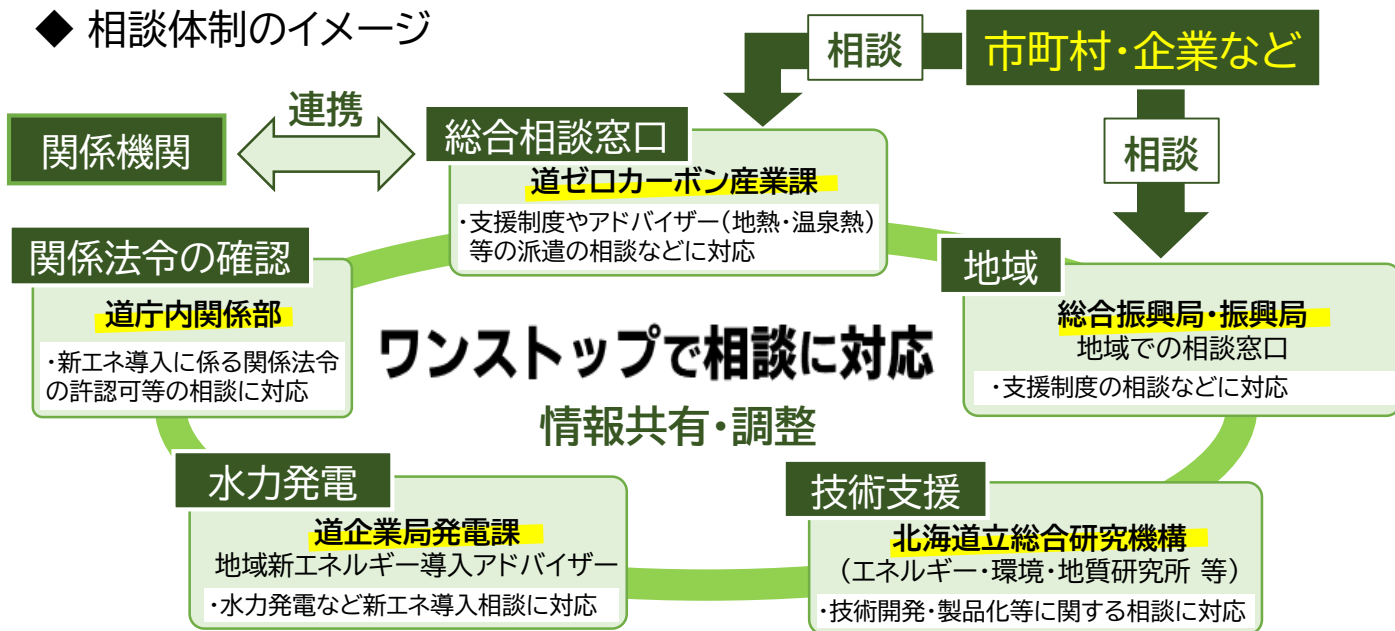 ◆ 相談体制のイメージ
相談
市町村・企業など
連携
関係機関
総合相談窓口
道ゼロカーボン産業課
・支援制度やアドバイザー(地熱・温泉熱)
等の派遣の相談などに対応
相談
関係法令の確認
道庁内関係部
・新エネ導入に係る関係法令
の許認可等の相談に対応
地域
総合振興局・振興局
地域での相談窓口
・支援制度の相談などに対応
ワンストップで相談に対応
情報共有・調整
水力発電
道企業局発電課
地域新エネルギー導入アドバイザー
・水力発電など新エネ導入相談に対応
技術支援
北海道立総合研究機構
(エネルギー・環境・地質研究所 等)
・技術開発・製品化等に関する相談に対応